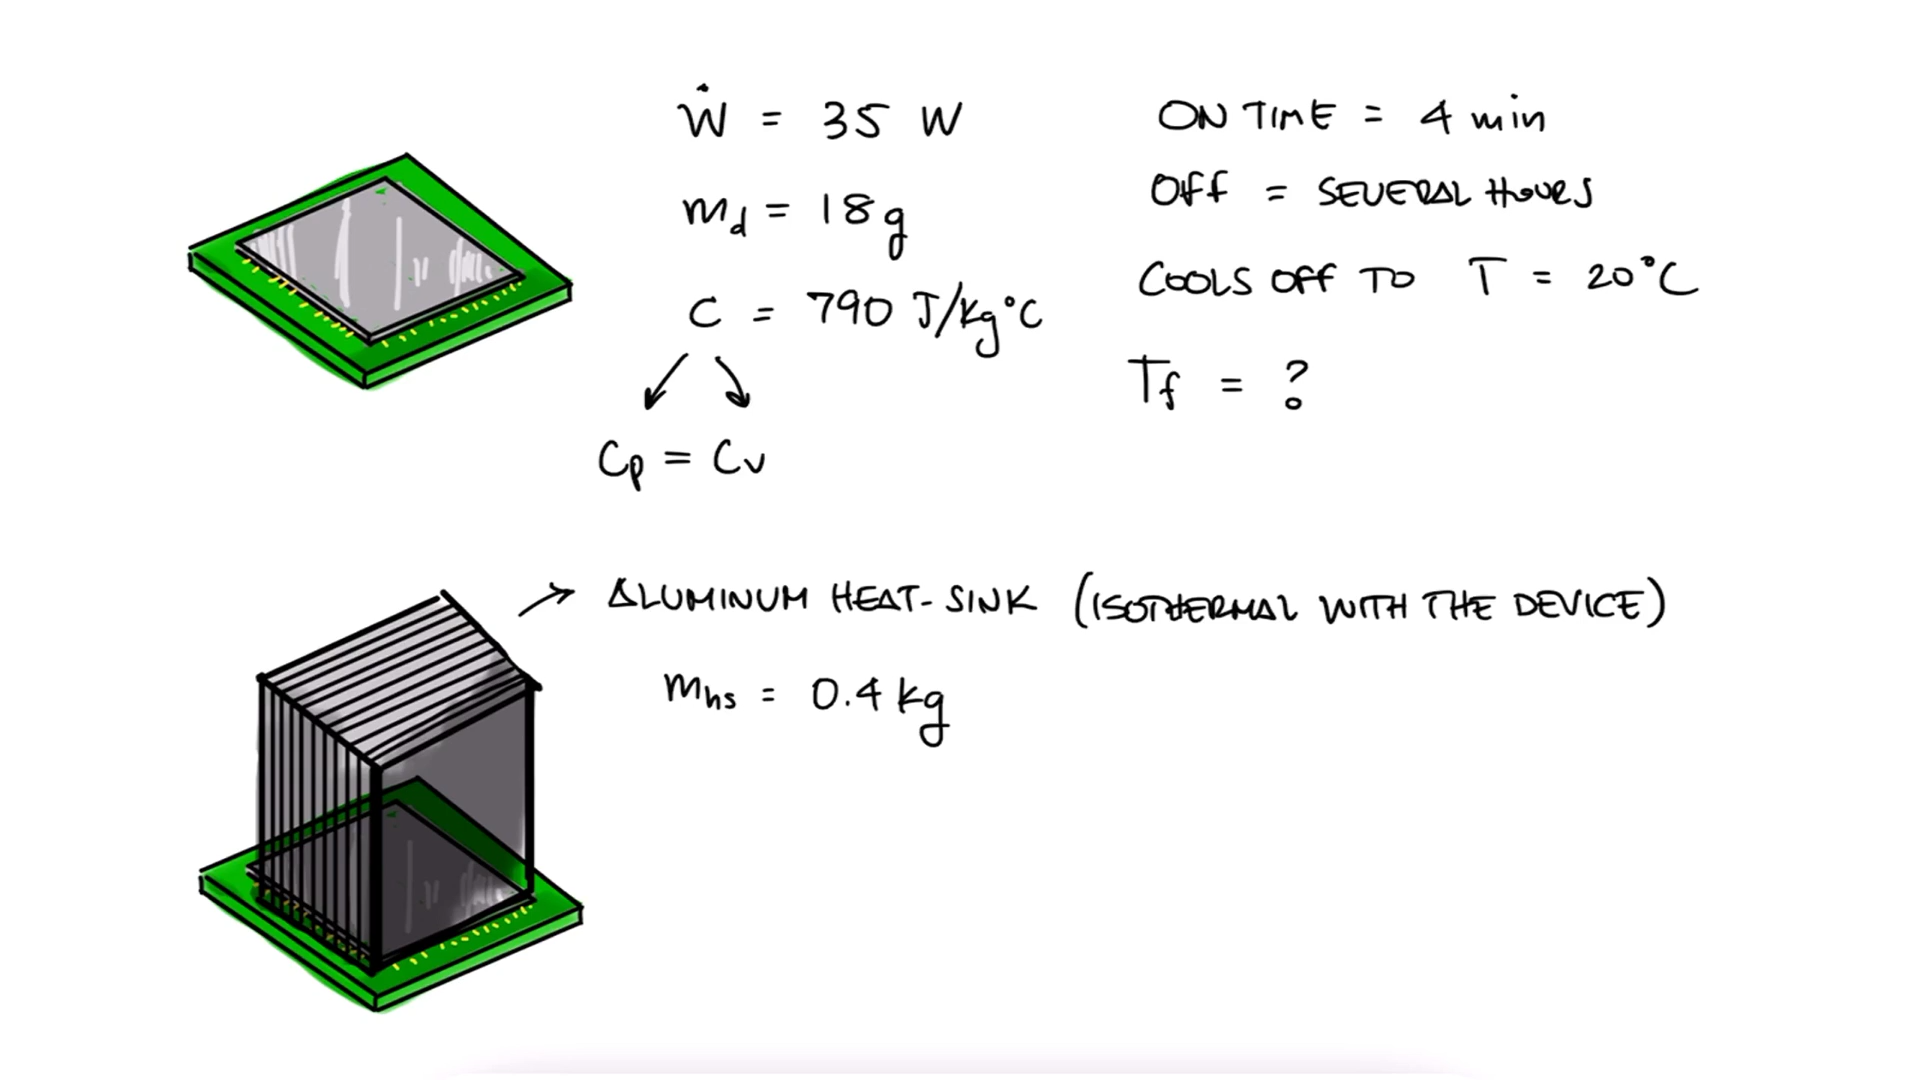 Ẇ = 35 W
m_d = 18g
C = 790 J/kg°C
Cp = Cv
ON TIME = 4 min
OFF = SEVERAL HOURS
COOLS OFF TO T = 20°C
T_f = ?
ALUMINUM HEAT-SINK (ISOTHERMAL WITH THE DEVICE)
m_hs = 0.4 kg